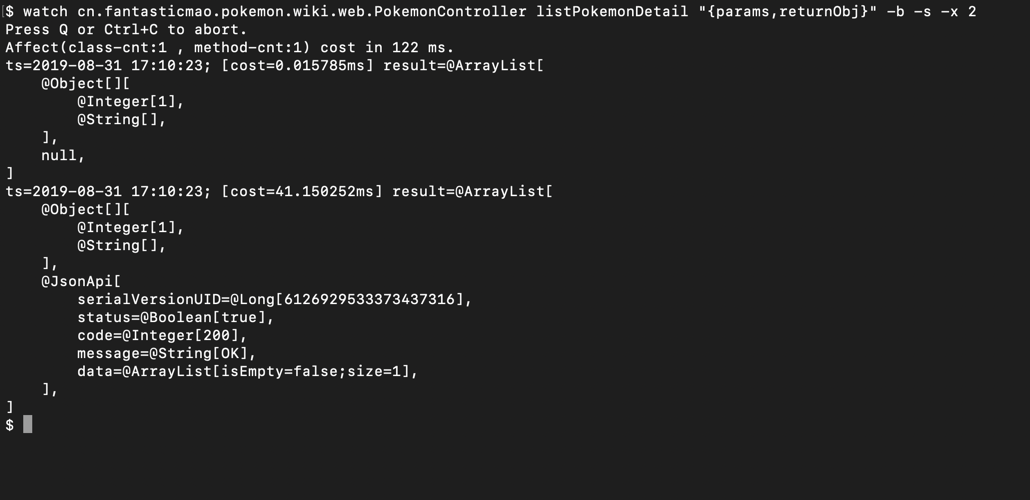 $ watch cn.fantasticmao.pokemon.wiki.web.PokemonController listPokemonDetail "{params,returnObj}" -b -s -x 2
Press Q or Ctrl+C to abort.
Affect(class-cnt:1 , method-cnt:1) cost in 122 ms.
ts=2019-08-31 17:10:23; [cost=0.015785ms] result=@ArrayList[
    @Object[][
        @Integer[1],
        @String[],
    ],
    null,
]
ts=2019-08-31 17:10:23; [cost=41.150252ms] result=@ArrayList[
    @Object[][
        @Integer[1],
        @String[],
    ],
    @JsonApi[
        serialVersionUID=@Long[6126929533373437316],
        status=@Boolean[true],
        code=@Integer[200],
        message=@String[OK],
        data=@ArrayList[isEmpty=false;size=1],
    ],
]
$